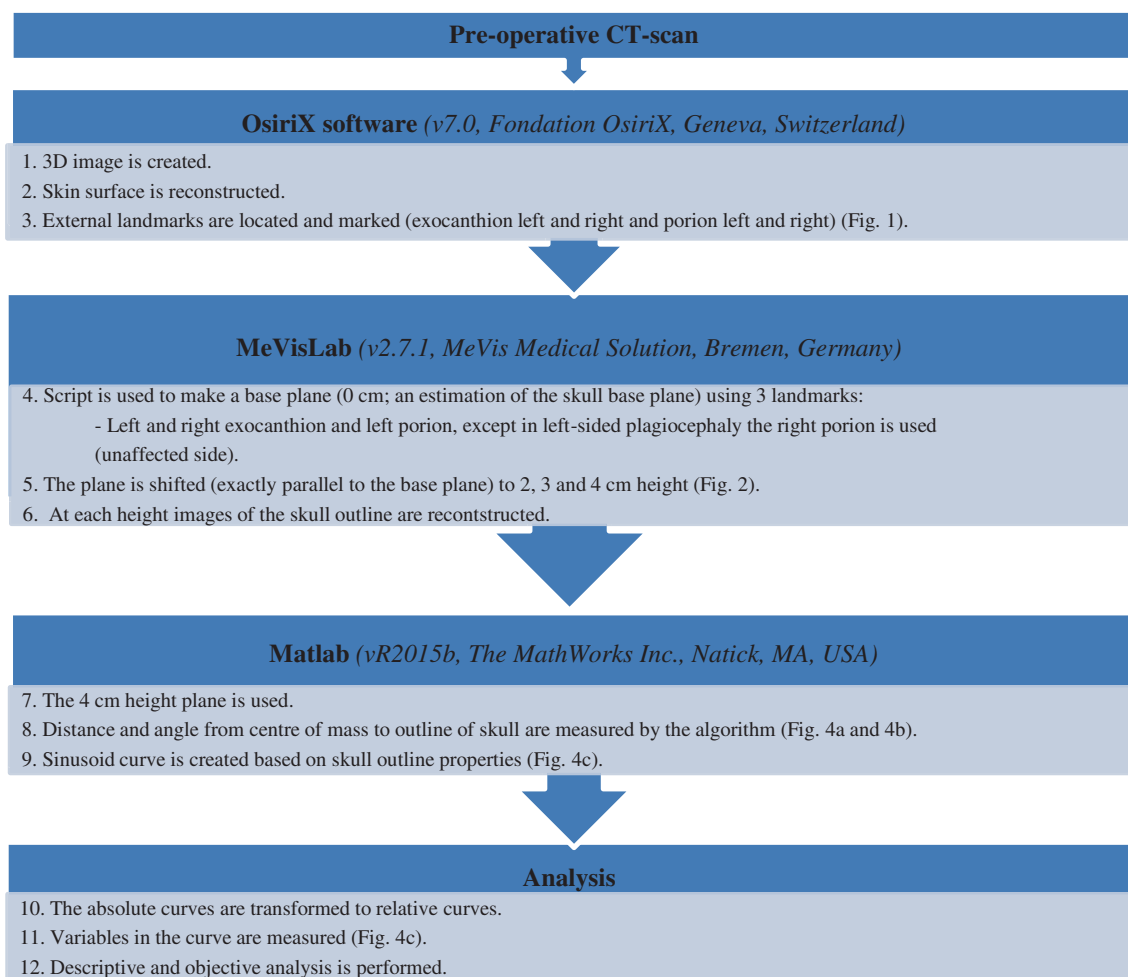 Pre-operative CT-scan
OsiriX software (v7.0, Fondation OsiriX, Geneva, Switzerland)
1. 3D image is created.
2. Skin surface is reconstructed.
3. External landmarks are located and marked (exocanthion left and right and porion left and right) (Fig. 1).
MeVisLab (v2.7.1, MeVis Medical Solution, Bremen, Germany)
4. Script is used to make a base plane (0 cm; an estimation of the skull base plane) using 3 landmarks:
- Left and right exocanthion and left porion, except in left-sided plagiocephaly the right porion is used
(unaffected side).
5. The plane is shifted (exactly parallel to the base plane) to 2, 3 and 4 cm height (Fig. 2).
6. At each height images of the skull outline are recontstructed.
Matlab (vR2015b, The MathWorks Inc., Natick, MA, USA)
7. The 4 cm height plane is used.
8. Distance and angle from centre of mass to outline of skull are measured by the algorithm (Fig. 4a and 4b).
9. Sinusoid curve is created based on skull outline properties (Fig. 4c).
Analysis
10. The absolute curves are transformed to relative curves.
11. Variables in the curve are measured (Fig. 4c).
12. Descriptive and objective analysis is performed.